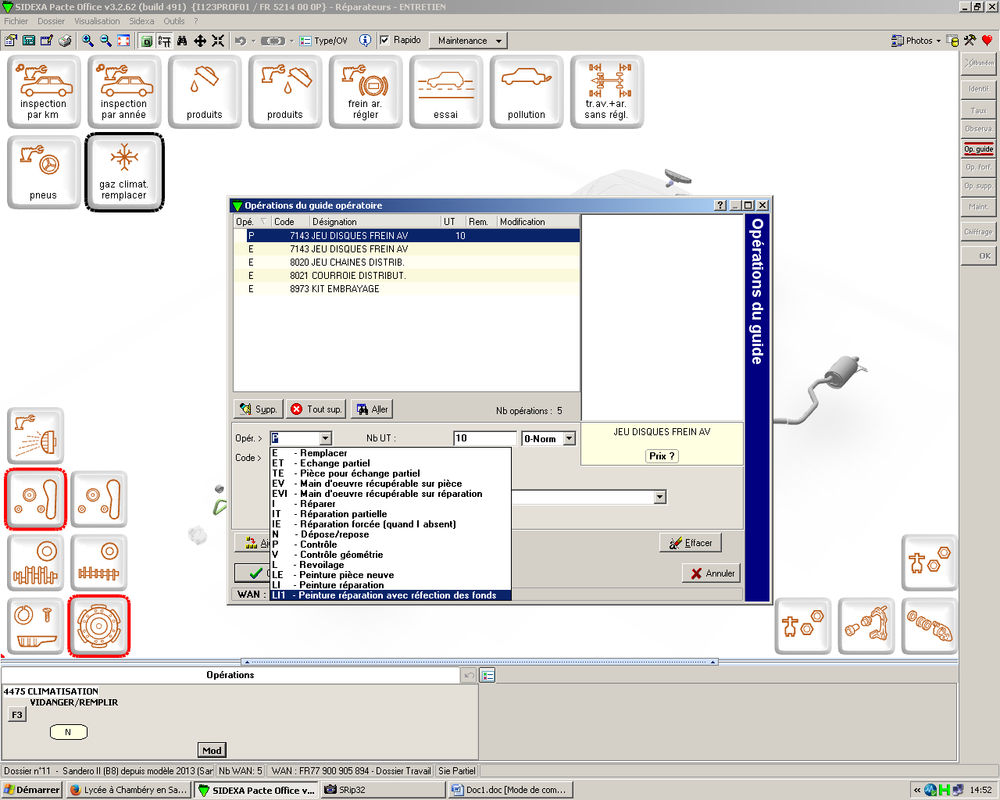 SIDEXA Pacte Office v3.2.62 (build 491) {I123PROF01 / FR 5214 00 0P} - Réparateurs - ENTRETIEN
Fichier Dossier Visualisation Sidexa Outils ?
Type/OV Rapido Maintenance Photos
inspection par km
inspection par année
produits
produits
frein ar. régler
essai
pollution
tr.av.+ar. sans régl.
pneus
gaz climat. remplacer
Abandon
Identif.
Taux
Observa.
Op. guide
Op. forf.
Op. supp.
Maint.
Chiffrage
OK
Opérations du guide opératoire
Opé. Code Désignation UT Rem. Modification
P 7143 JEU DISQUES FREIN AV 10
E 7143 JEU DISQUES FREIN AV
E 8020 JEU CHAINES DISTRIB.
E 8021 COURROIE DISTRIBUT.
E 8973 KIT EMBRAYAGE
Opérations du guide
Supp. Tout sup. Aller Nb opérations : 5
Opér. > P Nb UT : 10 0-Norm
JEU DISQUES FREIN AV
Prix ?
Code >
E - Remplacer
ET - Echange partiel
TE - Pièce pour échange partiel
EV - Main d'oeuvre récupérable sur pièce
EVI - Main d'oeuvre récupérable sur réparation
I - Réparer
IT - Réparation partielle
IE - Réparation forcée (quand I absent)
N - Dépose/repose
P - Contrôle
V - Contrôle géométrie
L - Revoilage
LE - Peinture pièce neuve
LI - Peinture réparation
LI1 - Peinture réparation avec réfection des fonds
Effacer
Annuler
WAN :
Opérations
4475 CLIMATISATION
VIDANGER/REMPLIR
F3
N
Mod
Dossier n°11 - Sandero II (B8) depuis modèle 2013 (Sar Nb WAN: 5 WAN : FR77 900 905 894 - Dossier Travail Sie Partiel
Démarrer Lycée à Chambéry en Sa... SIDEXA Pacte Office v... SRip32 Doc1.doc [Mode de com... « 14:52